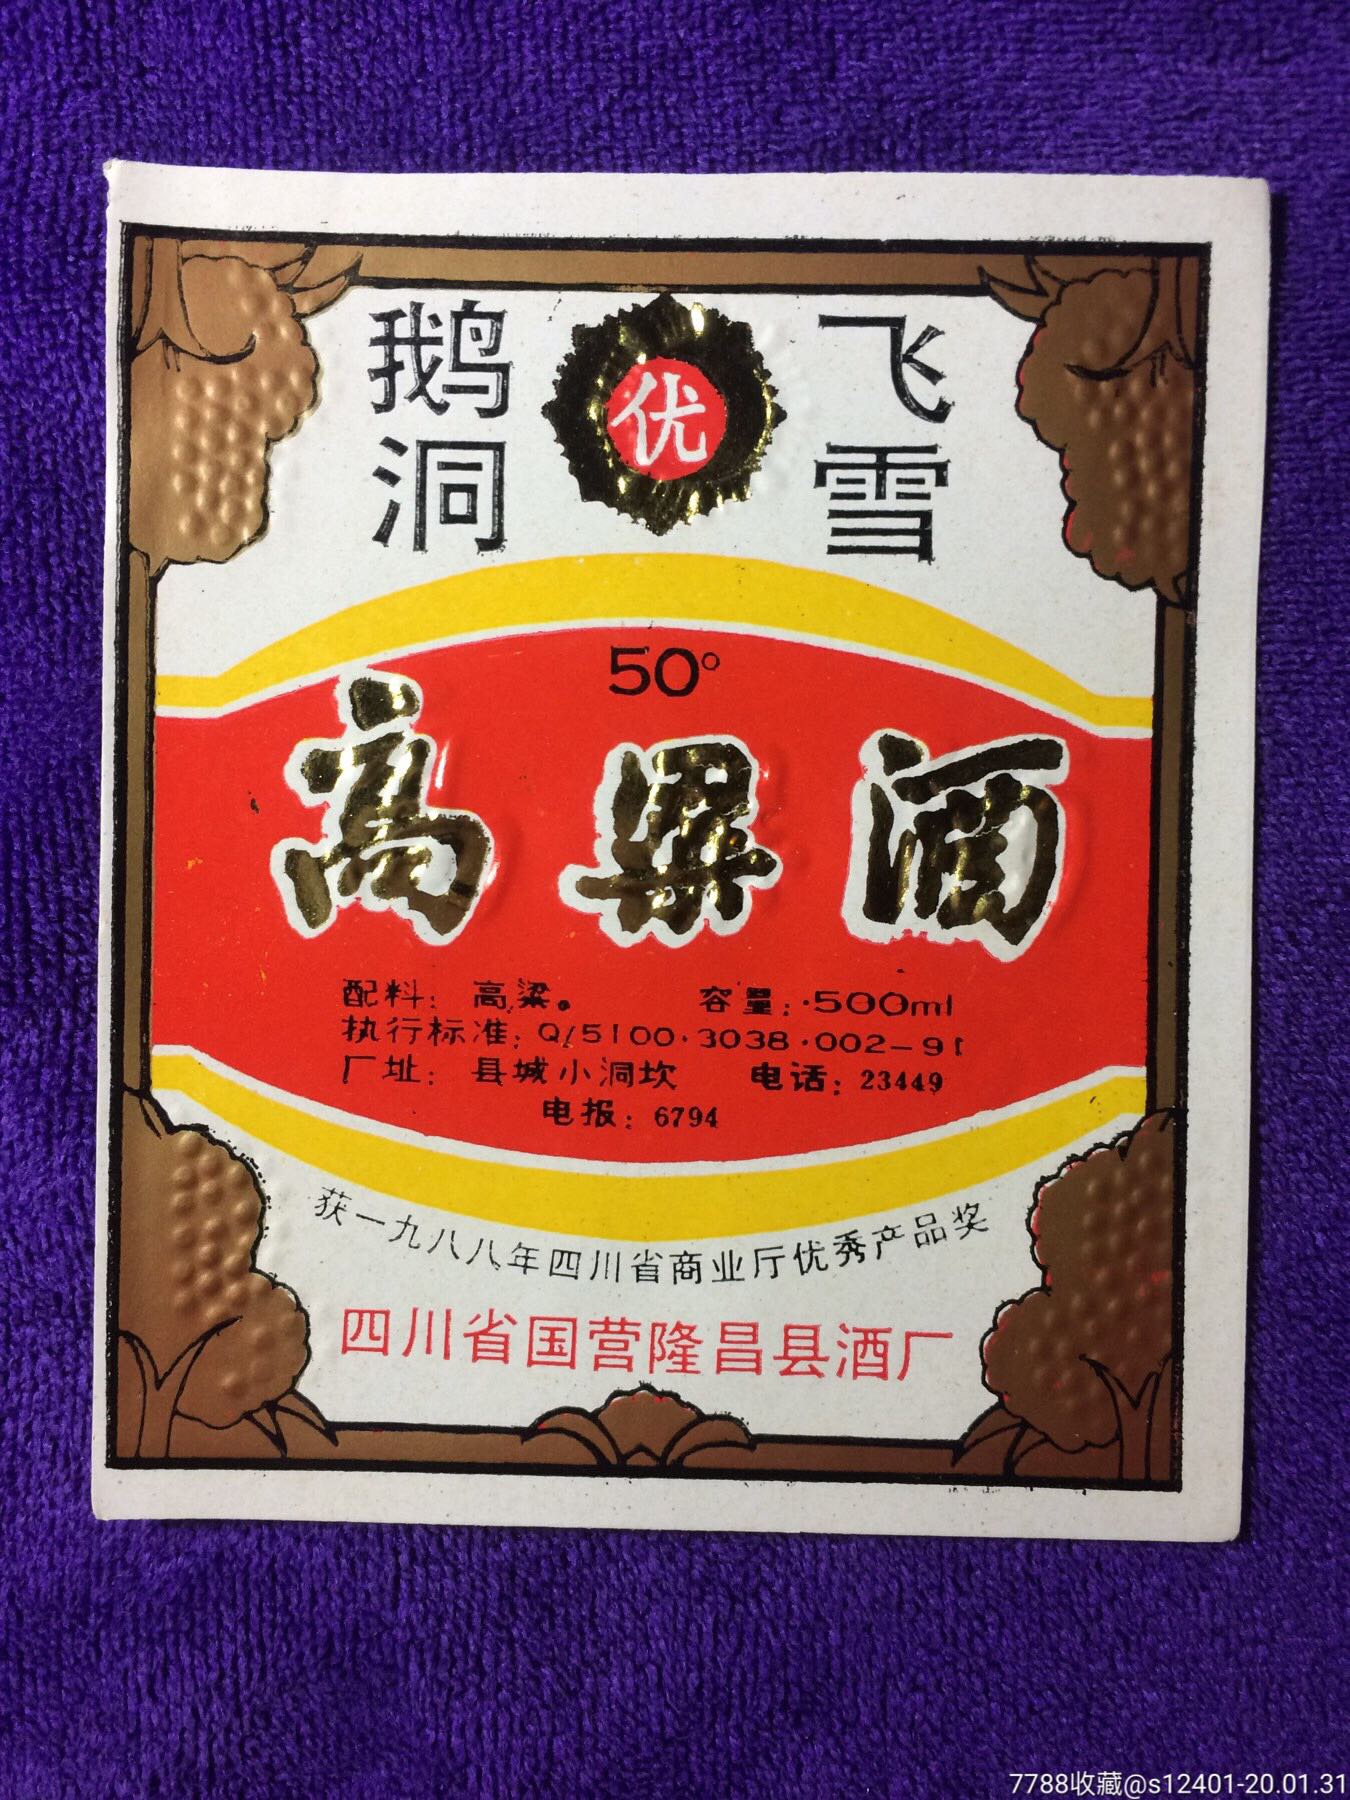 鹅洞 优 飞雪
50°
高粱酒
配料：高粱。 容量：·500ml
执行标准：Q/5100·3038·002-91
厂址：县城小洞坎 电话：23449
电报：6794
获一九八八年四川省商业厅优秀产品奖
四川省国营隆昌县酒厂
7788收藏@s12401-20.01.31